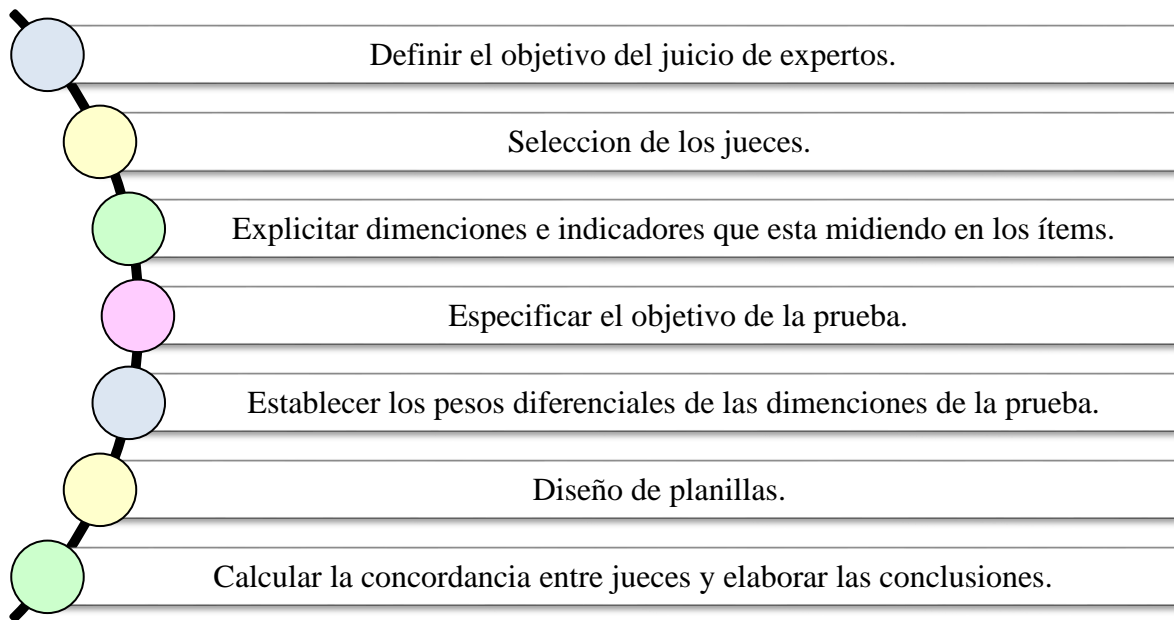 Definir el objetivo del juicio de expertos.
Seleccion de los jueces.
Explicitar dimenciones e indicadores que esta midiendo en los ítems.
Especificar el objetivo de la prueba.
Establecer los pesos diferenciales de las dimenciones de la prueba.
Diseño de planillas.
Calcular la concordancia entre jueces y elaborar las conclusiones.